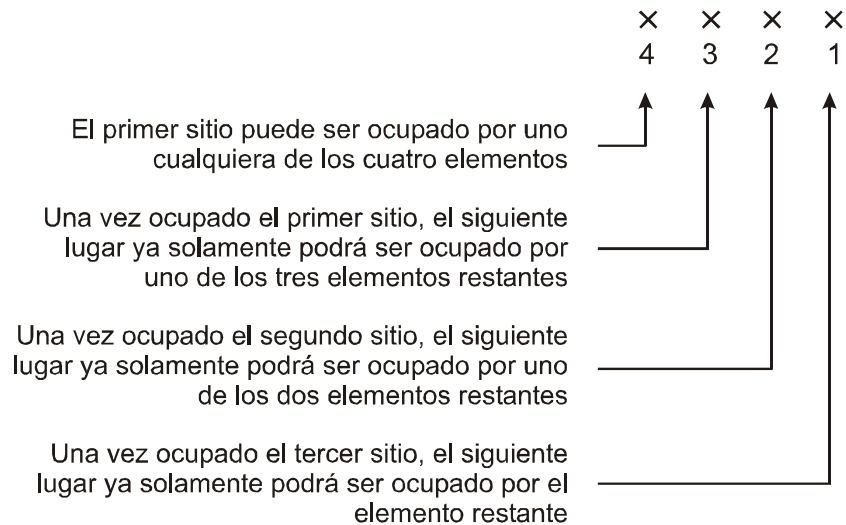 × × × ×
4 3 2 1
El primer sitio puede ser ocupado por uno
cualquiera de los cuatro elementos
Una vez ocupado el primer sitio, el siguiente
lugar ya solamente podrá ser ocupado por
uno de los tres elementos restantes
Una vez ocupado el segundo sitio, el siguiente
lugar ya solamente podrá ser ocupado por uno
de los dos elementos restantes
Una vez ocupado el tercer sitio, el siguiente
lugar ya solamente podrá ser ocupado por el
elemento restante